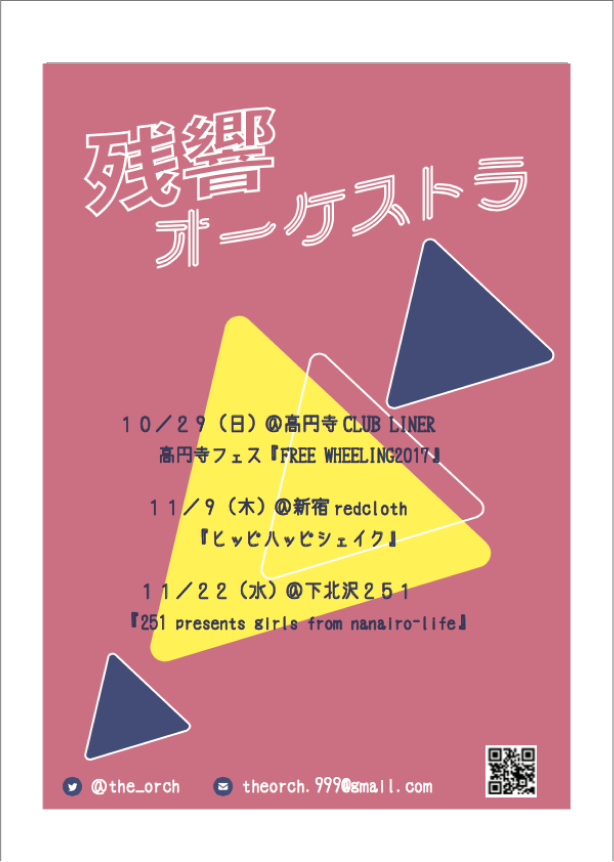 残響
オーケストラ
１０／２９（日）＠高円寺CLUB LINER
高円寺フェス『FREE WHEELING2017』
１１／９（木）＠新宿redcloth
『ヒッピハッピシェイク』
１１／２２（水）＠下北沢２５１
『251 presents girls from nanairo-life』
@the_orch theorch.999@gmail.com